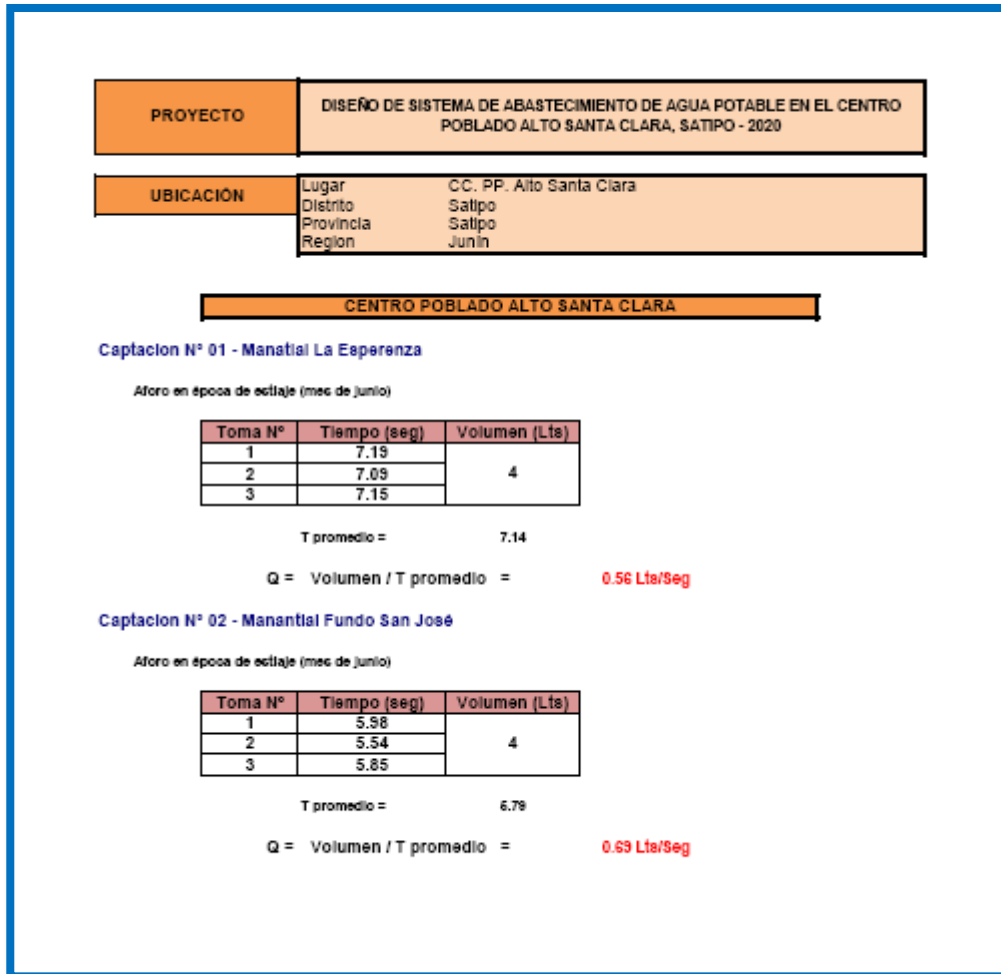 PROYECTO
DISEÑO DE SISTEMA DE ABASTECIMIENTO DE AGUA POTABLE EN EL CENTRO
POBLADO ALTO SANTA CLARA, SATIPO - 2020
UBICACIÓN
Lugar CC. PP. Alto Santa Clara
Distrito Satipo
Provincia Satipo
Region Junín
CENTRO POBLADO ALTO SANTA CLARA
Captacion Nº 01 - Manatial La Esperenza
Aforo en época de estiaje (mes de junio)
Toma Nº Tiempo (seg) Volumen (Lts)
1 7.19
2 7.09 4
3 7.15
T promedio = 7.14
Q = Volumen / T promedio = 0.56 Lts/Seg
Captacion Nº 02 - Manantial Fundo San José
Aforo en época de estiaje (mes de junio)
Toma Nº Tiempo (seg) Volumen (Lts)
1 5.98
2 5.54 4
3 5.85
T promedio = 5.79
Q = Volumen / T promedio = 0.69 Lts/Seg